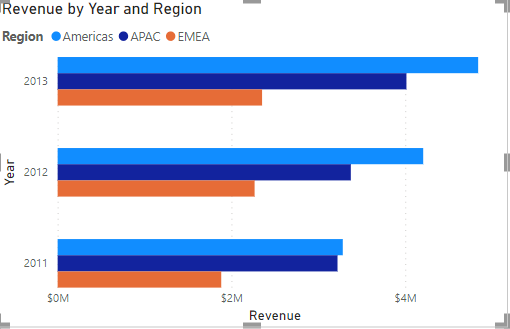 Revenue by Year and Region
Region Americas APAC EMEA
2013
2012
Year
2011
$0M $2M $4M
Revenue